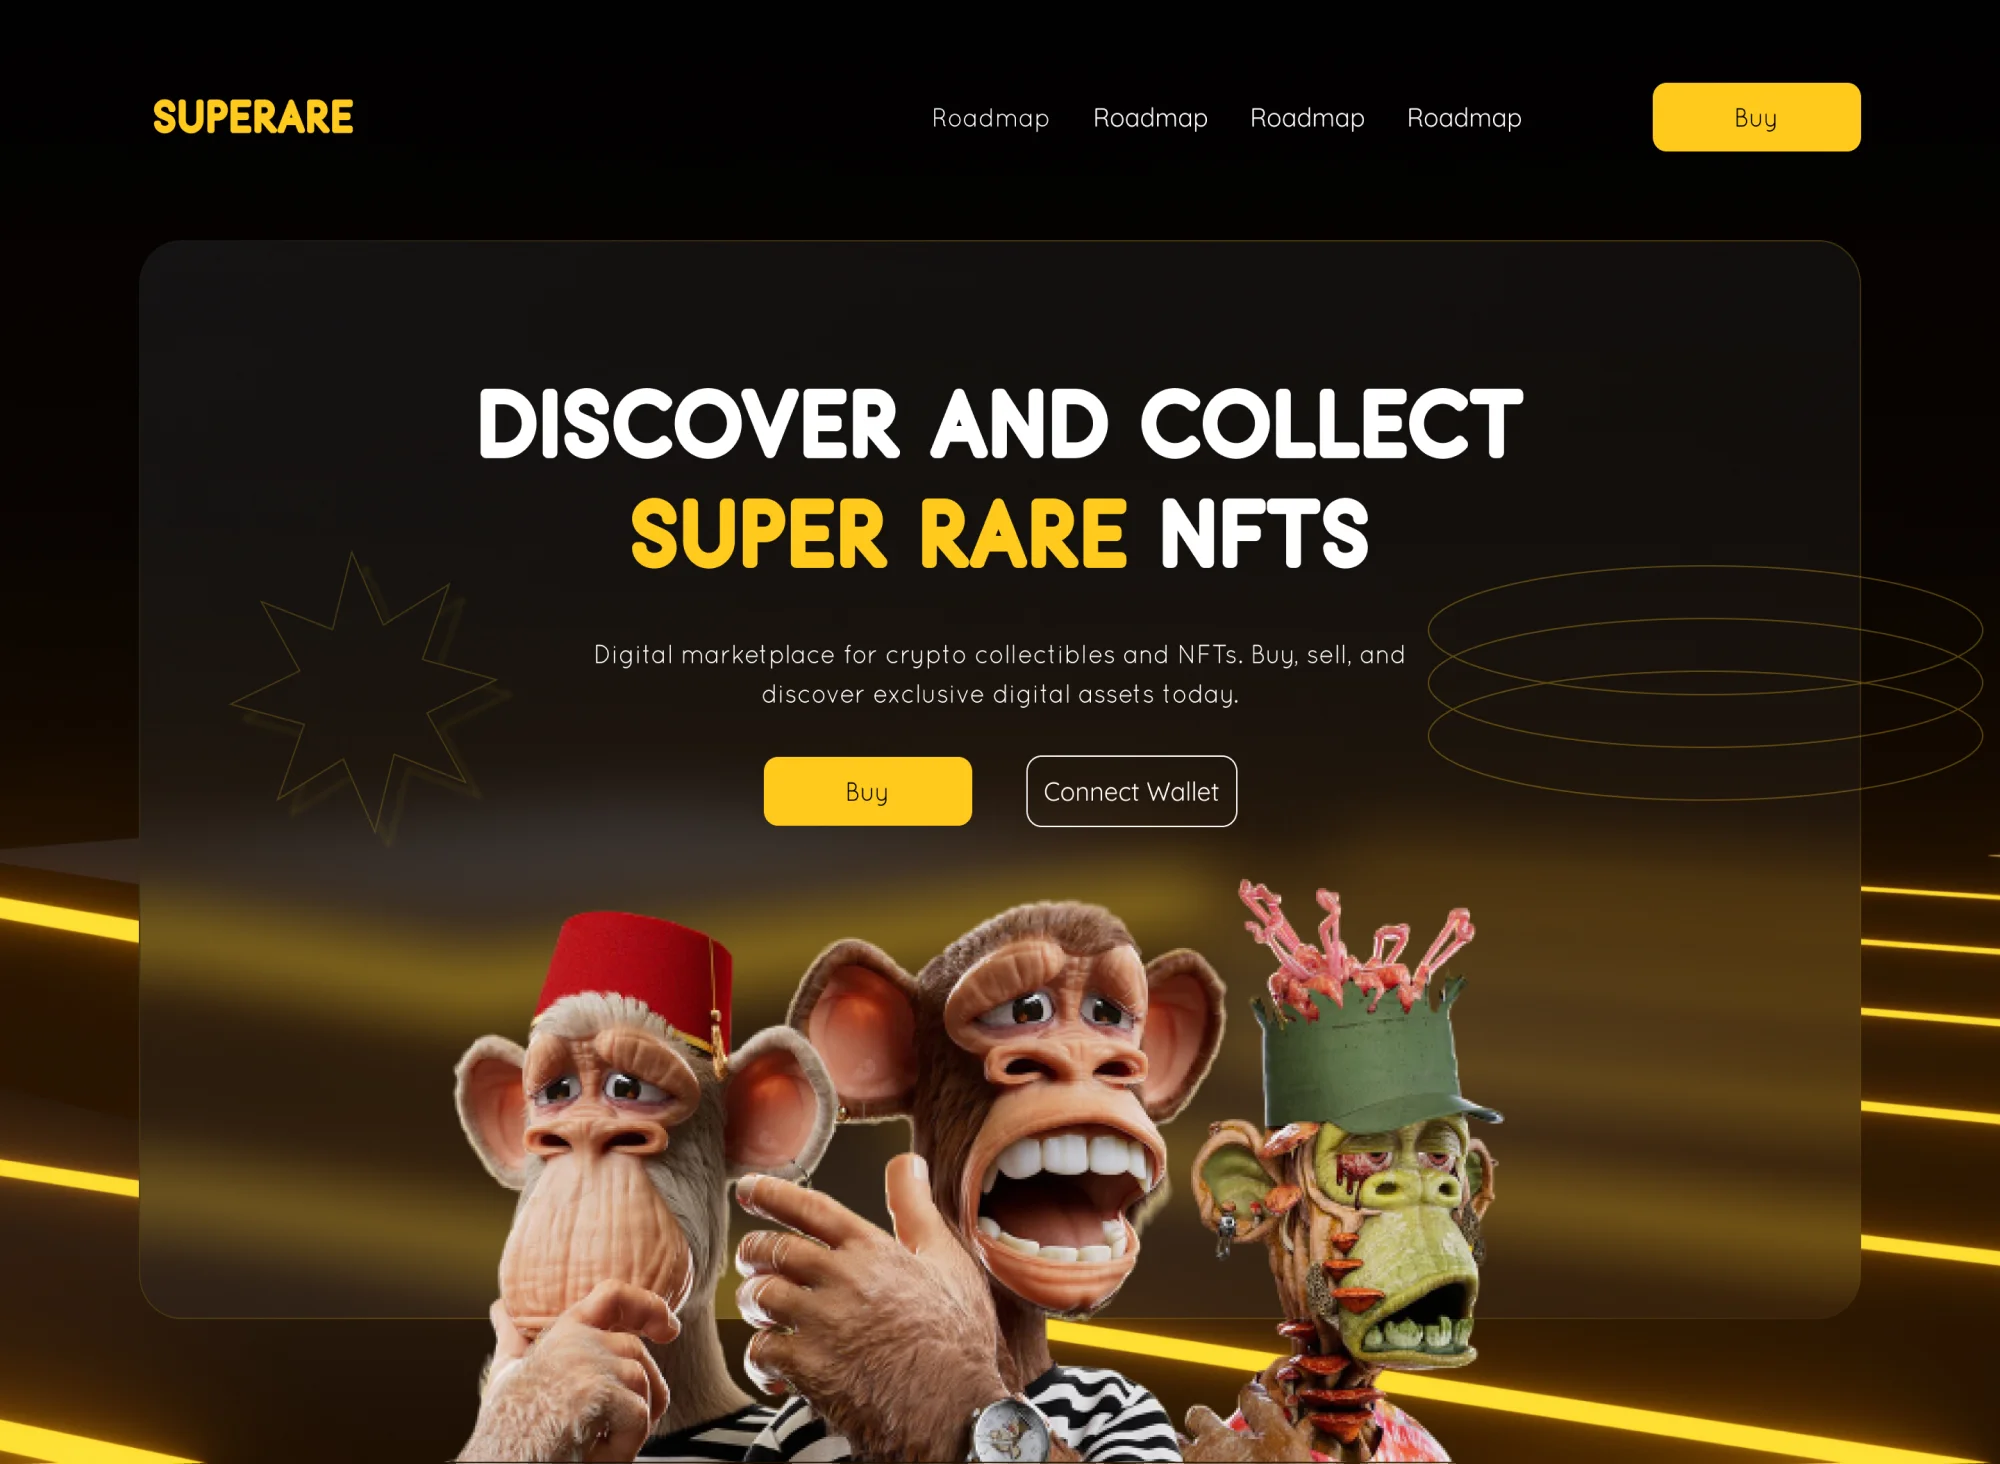 SUPERARE
Roadmap Roadmap Roadmap Roadmap
Buy
DISCOVER AND COLLECT
SUPER RARE NFTS
Digital marketplace for crypto collectibles and NFTs. Buy, sell, and
discover exclusive digital assets today.
Buy
Connect Wallet